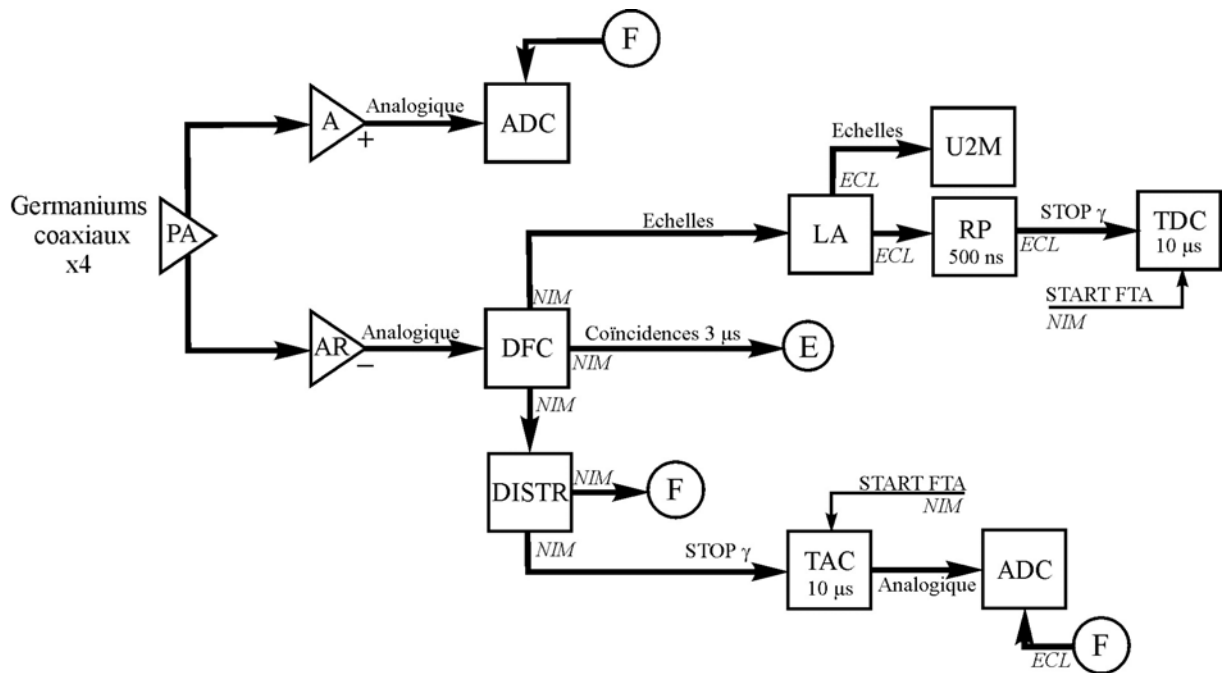 F
A
+
Analogique
ADC
Germaniums
coaxiaux
x4
PA
Echelles
ECL
U2M
Echelles
LA
ECL
RP
500 ns
STOP γ
ECL
TDC
10 µs
START FTA
NIM
NIM
AR
–
Analogique
DFC
Coïncidences 3 µs
NIM
E
NIM
DISTR
NIM
F
NIM
STOP γ
START FTA
NIM
TAC
10 µs
Analogique
ADC
ECL
F